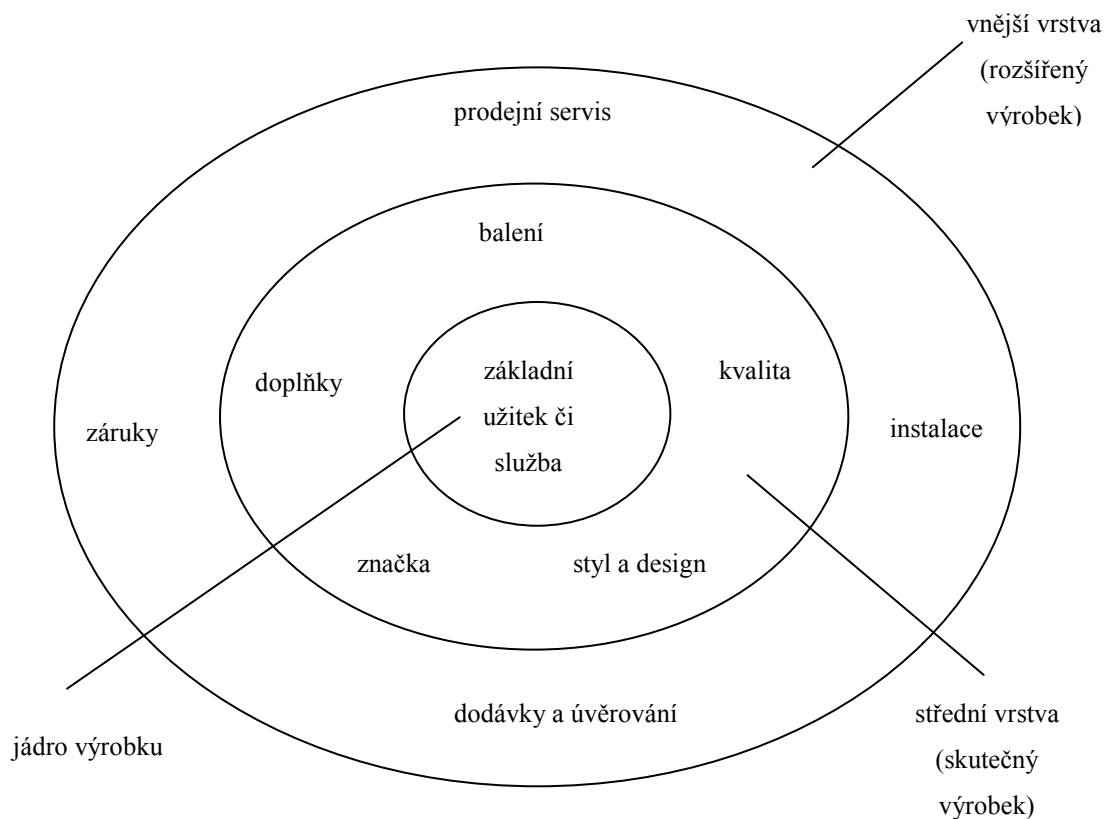 vnější vrstva
(rozšířený
výrobek)
prodejní servis
balení
základní
užitek či
služba
doplňky
kvalita
záruky
instalace
značka
styl a design
dodávky a úvěrování
jádro výrobku
střední vrstva
(skutečný
výrobek)